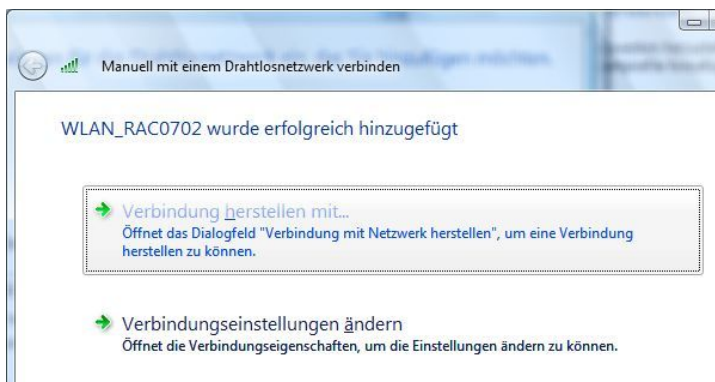 Manuell mit einem Drahtlosnetzwerk verbinden
WLAN_RAC0702 wurde erfolgreich hinzugefügt
Verbindung herstellen mit...
Öffnet das Dialogfeld "Verbindung mit Netzwerk herstellen", um eine Verbindung
herstellen zu können.
Verbindungseinstellungen ändern
Öffnet die Verbindungseigenschaften, um die Einstellungen ändern zu können.